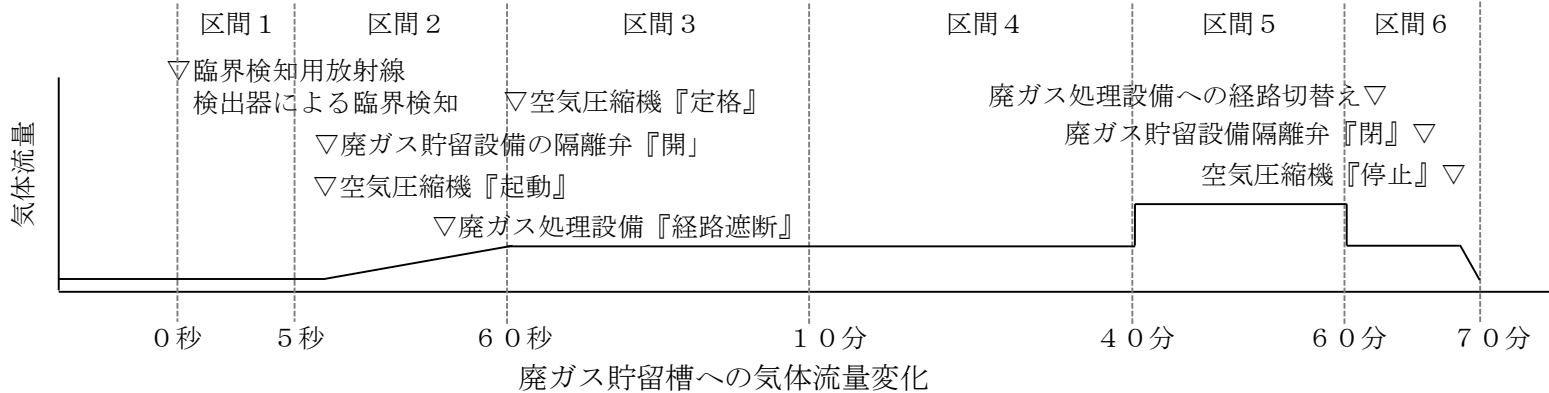 区間1 区間2 区間3 区間4 区間5 区間6
▽臨界検知用放射線
検出器による臨界検知
▽空気圧縮機『定格』
廃ガス処理設備への経路切替え▽
▽廃ガス貯留設備の隔離弁『開」
廃ガス貯留設備隔離弁『閉』▽
▽空気圧縮機『起動』
空気圧縮機『停止』▽
▽廃ガス処理設備『経路遮断』
気体流量
0秒 5秒 60秒 10分 40分 60分 70分
廃ガス貯留槽への気体流量変化